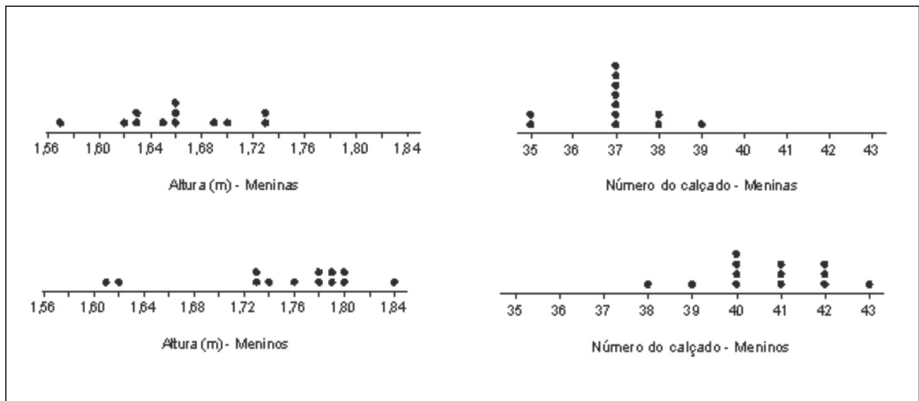 1,56 1,60 1,64 1,68 1,72 1,76 1,80 1,84
Altura (m) - Meninas
35 36 37 38 39 40 41 42 43
Número do calçado - Meninas
1,56 1,60 1,64 1,68 1,72 1,76 1,80 1,84
Altura (m) - Meninos
35 36 37 38 39 40 41 42 43
Número do calçado - Meninos